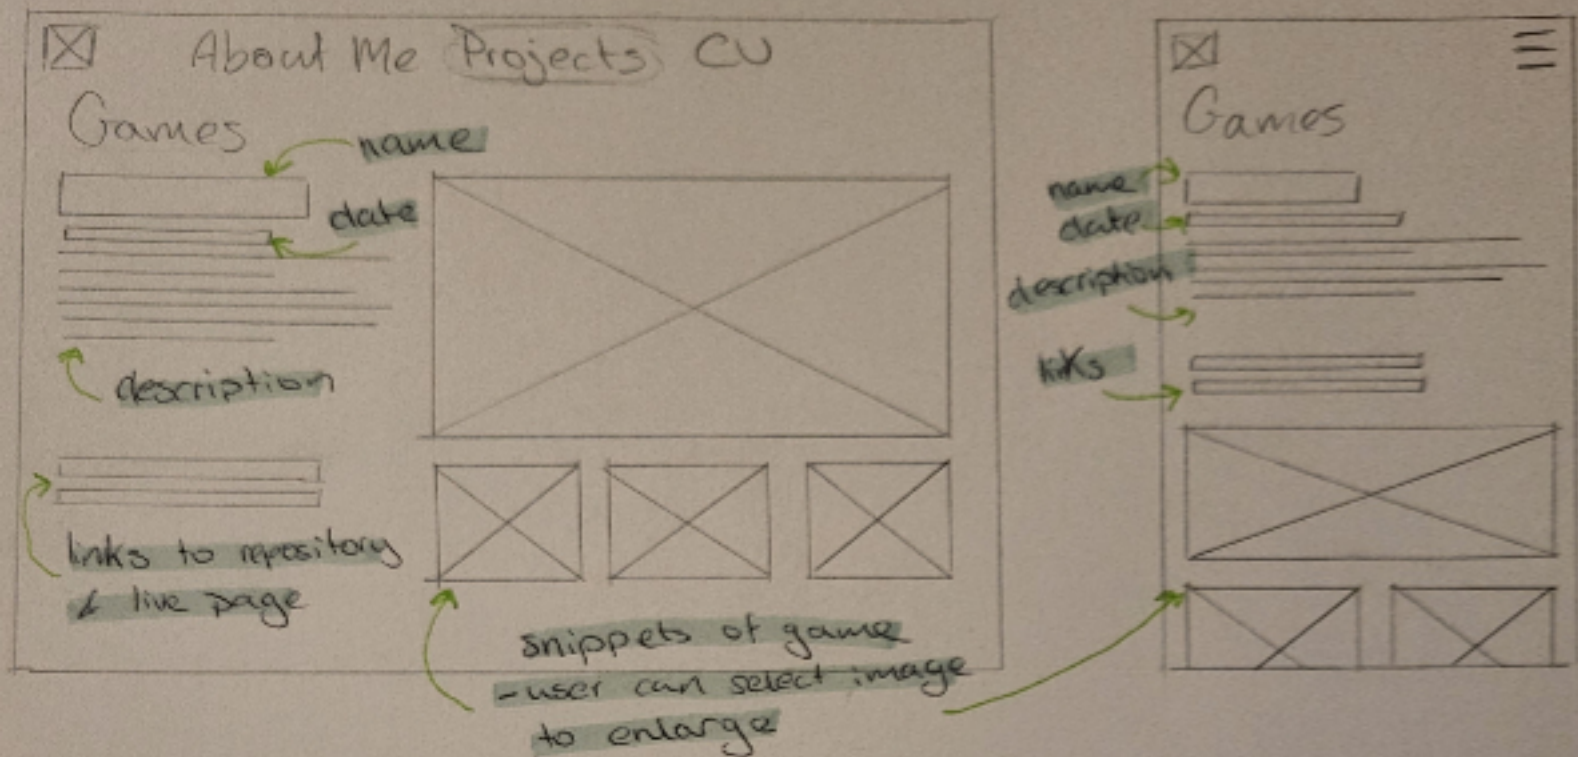 About Me Projects CV
Games
name
date
description
links to repository
& live page
snippets of game
-user can select image
to enlarge
Games
name
date
description
links